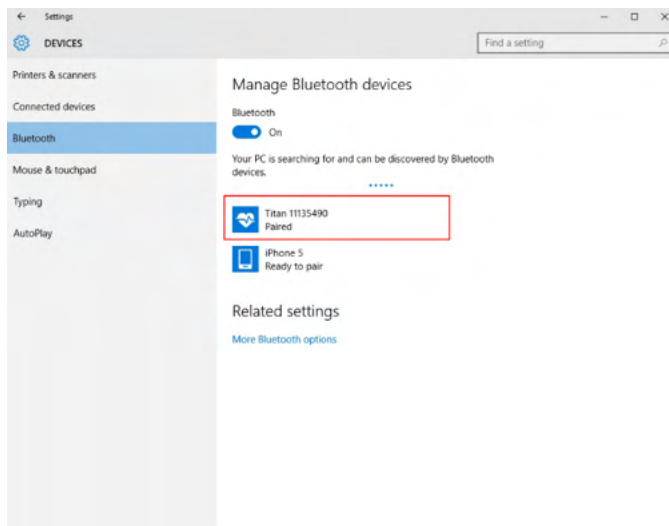 Settings
DEVICES
Find a setting
Printers & scanners
Connected devices
Bluetooth
Mouse & touchpad
Typing
AutoPlay
Manage Bluetooth devices
Bluetooth
On
Your PC is searching for and can be discovered by Bluetooth
devices.
Titan 11135490
Paired
iPhone 5
Ready to pair
Related settings
More Bluetooth options